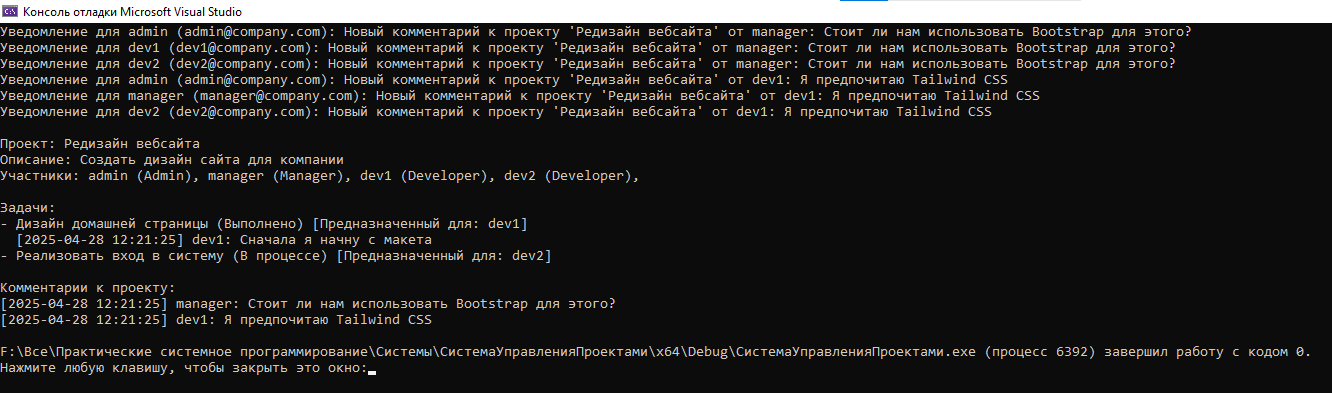 Консоль отладки Microsoft Visual Studio
Уведомление для admin (admin@company.com): Новый комментарий к проекту 'Редизайн вебсайта' от manager: Стоит ли нам использовать Bootstrap для этого?
Уведомление для dev1 (dev1@company.com): Новый комментарий к проекту 'Редизайн вебсайта' от manager: Стоит ли нам использовать Bootstrap для этого?
Уведомление для dev2 (dev2@company.com): Новый комментарий к проекту 'Редизайн вебсайта' от manager: Стоит ли нам использовать Bootstrap для этого?
Уведомление для admin (admin@company.com): Новый комментарий к проекту 'Редизайн вебсайта' от dev1: Я предпочитаю Tailwind CSS
Уведомление для manager (manager@company.com): Новый комментарий к проекту 'Редизайн вебсайта' от dev1: Я предпочитаю Tailwind CSS
Уведомление для dev2 (dev2@company.com): Новый комментарий к проекту 'Редизайн вебсайта' от dev1: Я предпочитаю Tailwind CSS
Проект: Редизайн вебсайта
Описание: Создать дизайн сайта для компании
Участники: admin (Admin), manager (Manager), dev1 (Developer), dev2 (Developer),
Задачи:
- Дизайн домашней страницы (Выполнено) [Предназначенный для: dev1]
[2025-04-28 12:21:25] dev1: Сначала я начну с макета
- Реализовать вход в систему (В процессе) [Предназначенный для: dev2]
Комментарии к проекту:
[2025-04-28 12:21:25] manager: Стоит ли нам использовать Bootstrap для этого?
[2025-04-28 12:21:25] dev1: Я предпочитаю Tailwind CSS
F:\Все\Практические системное программирование\Системы\СистемаУправленияПроектами\x64\Debug\СистемаУправленияПроектами.exe (процесс 6392) завершил работу с кодом 0.
Нажмите любую клавишу, чтобы закрыть это окно: